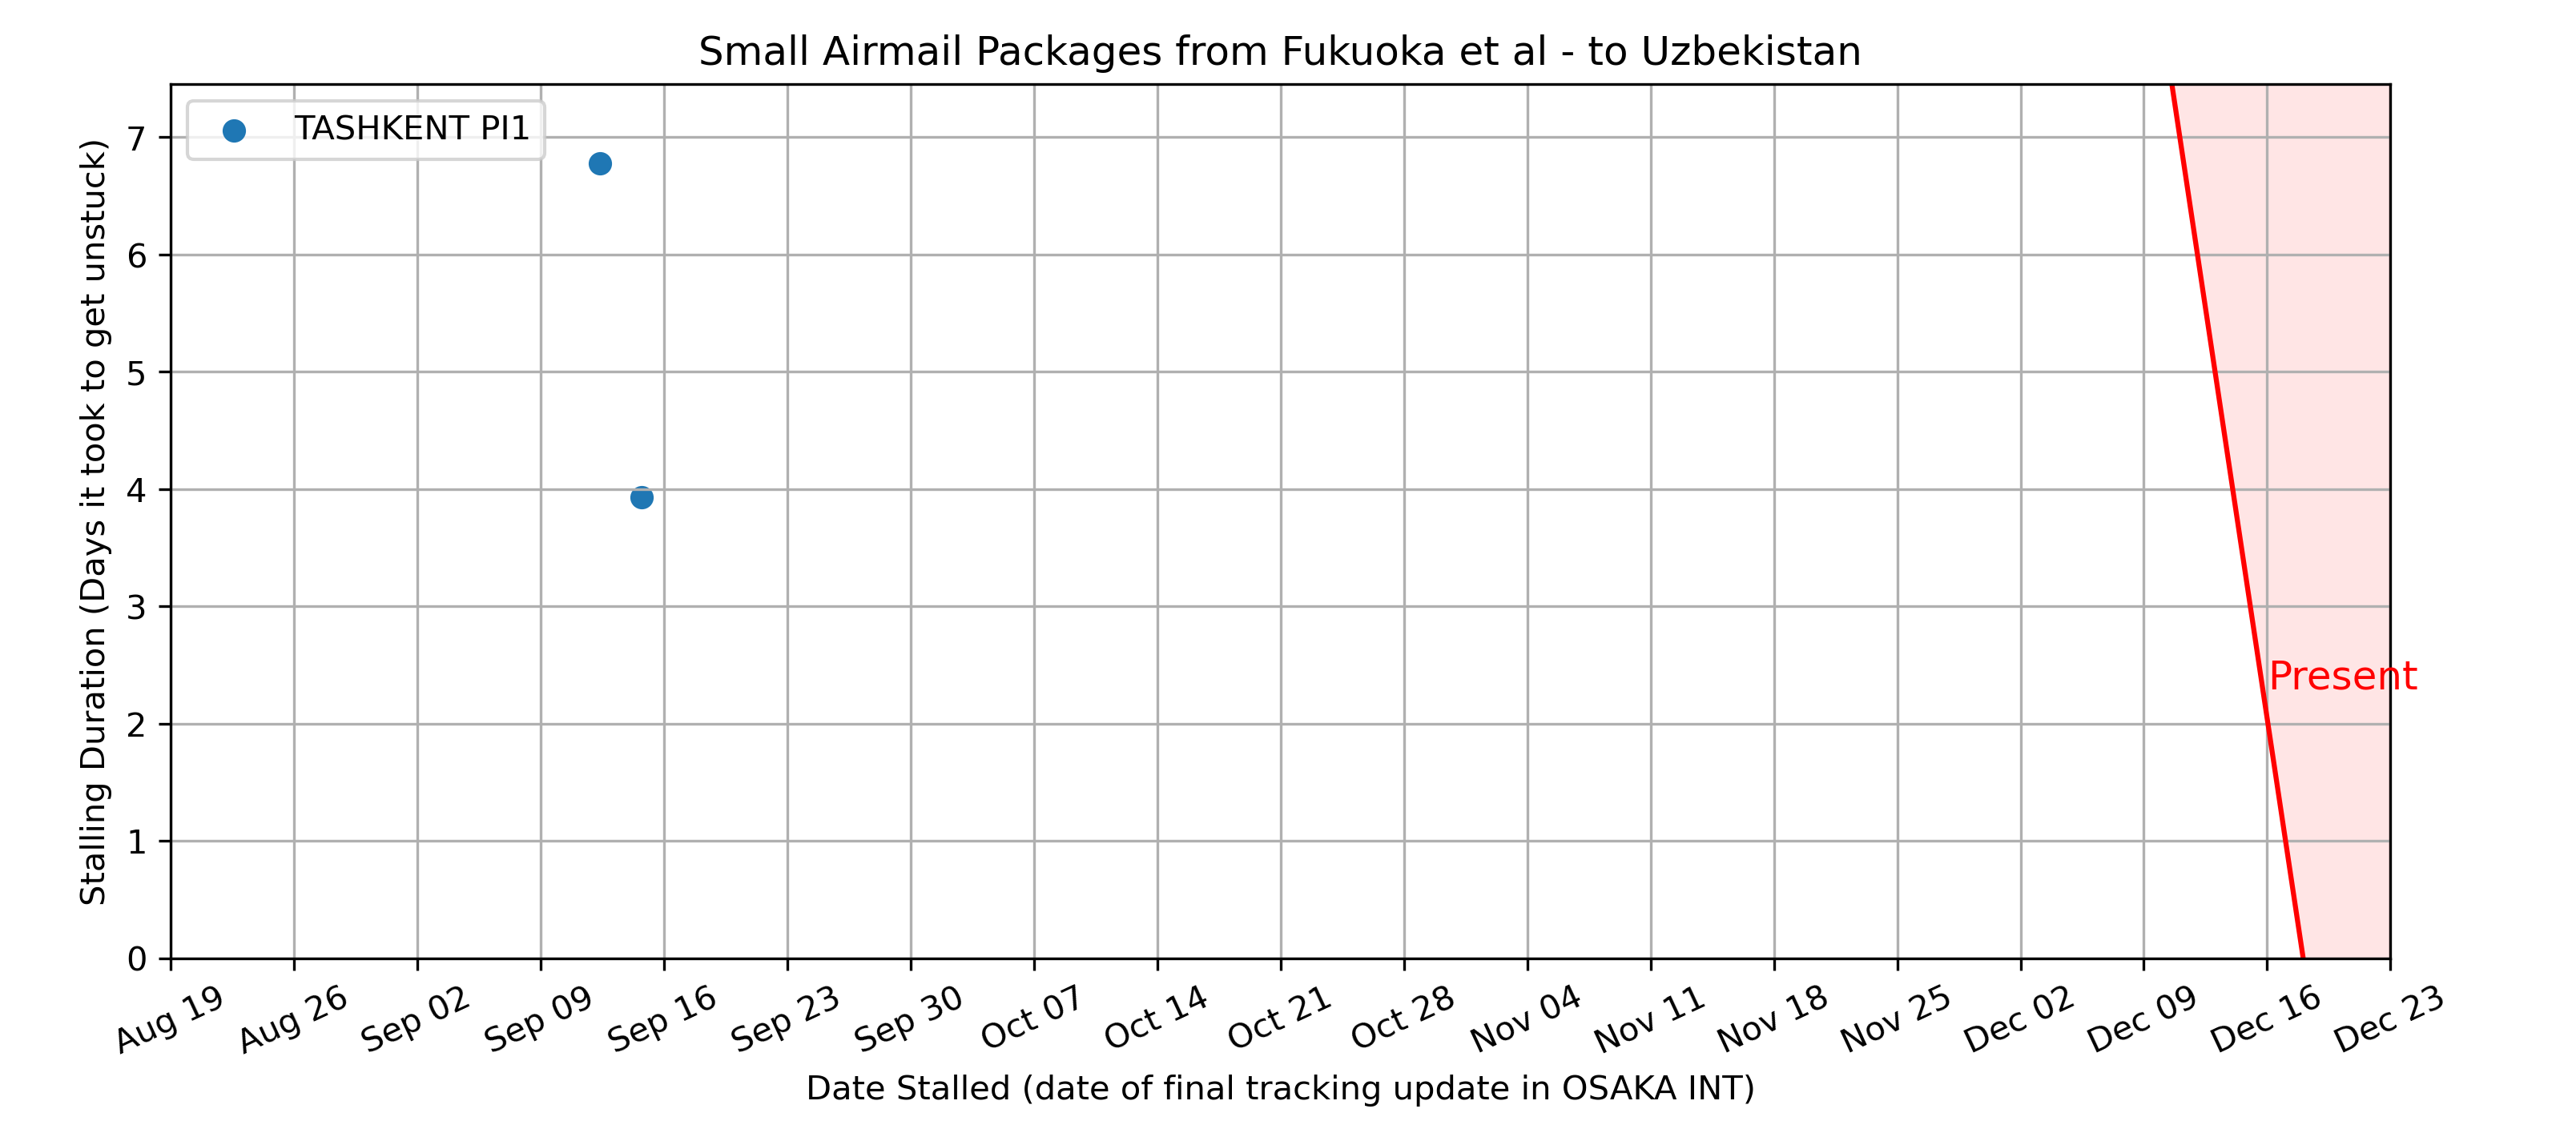 Small Airmail Packages from Fukuoka et al - to Uzbekistan
TASHKENT PI1
Stalling Duration (Days it took to get unstuck)
7
6
5
4
3
2
1
0
Present
Aug 19 Aug 26 Sep 02 Sep 09 Sep 16 Sep 23 Sep 30 Oct 07 Oct 14 Oct 21 Oct 28 Nov 04 Nov 11 Nov 18 Nov 25 Dec 02 Dec 09 Dec 16 Dec 23
Date Stalled (date of final tracking update in OSAKA INT)